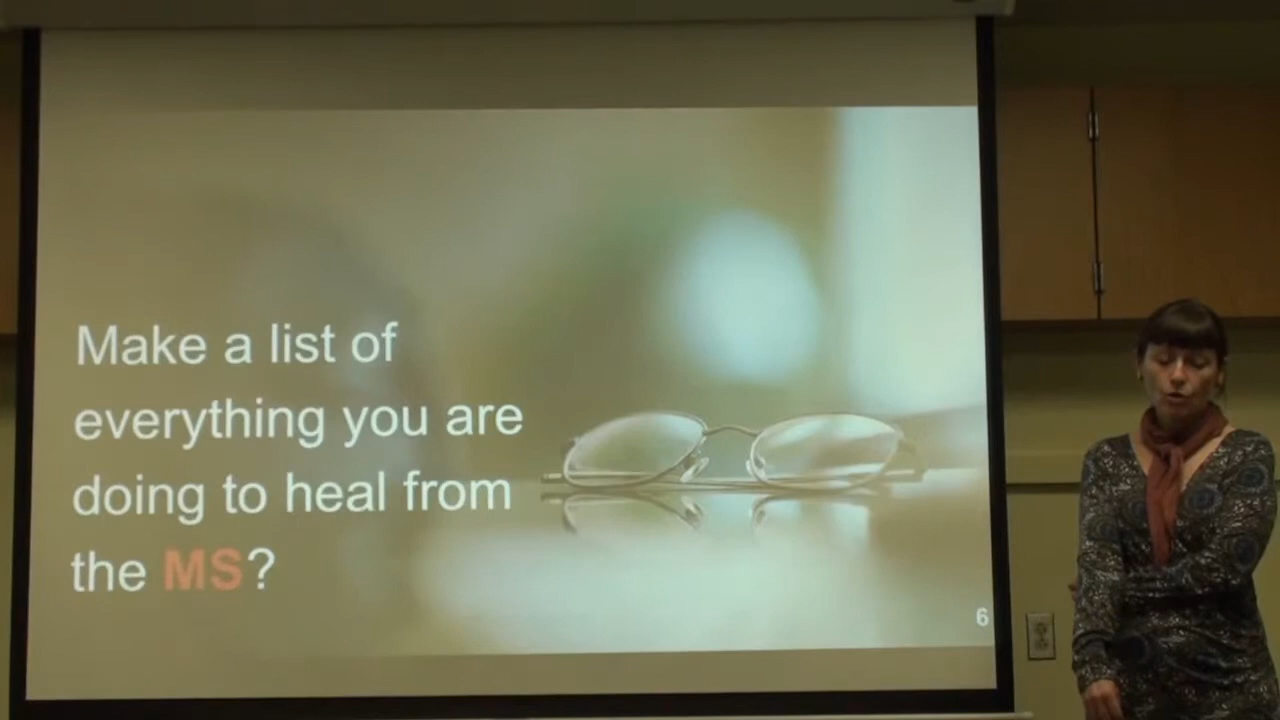 Make a list of
everything you are
doing to heal from
the MS?
6